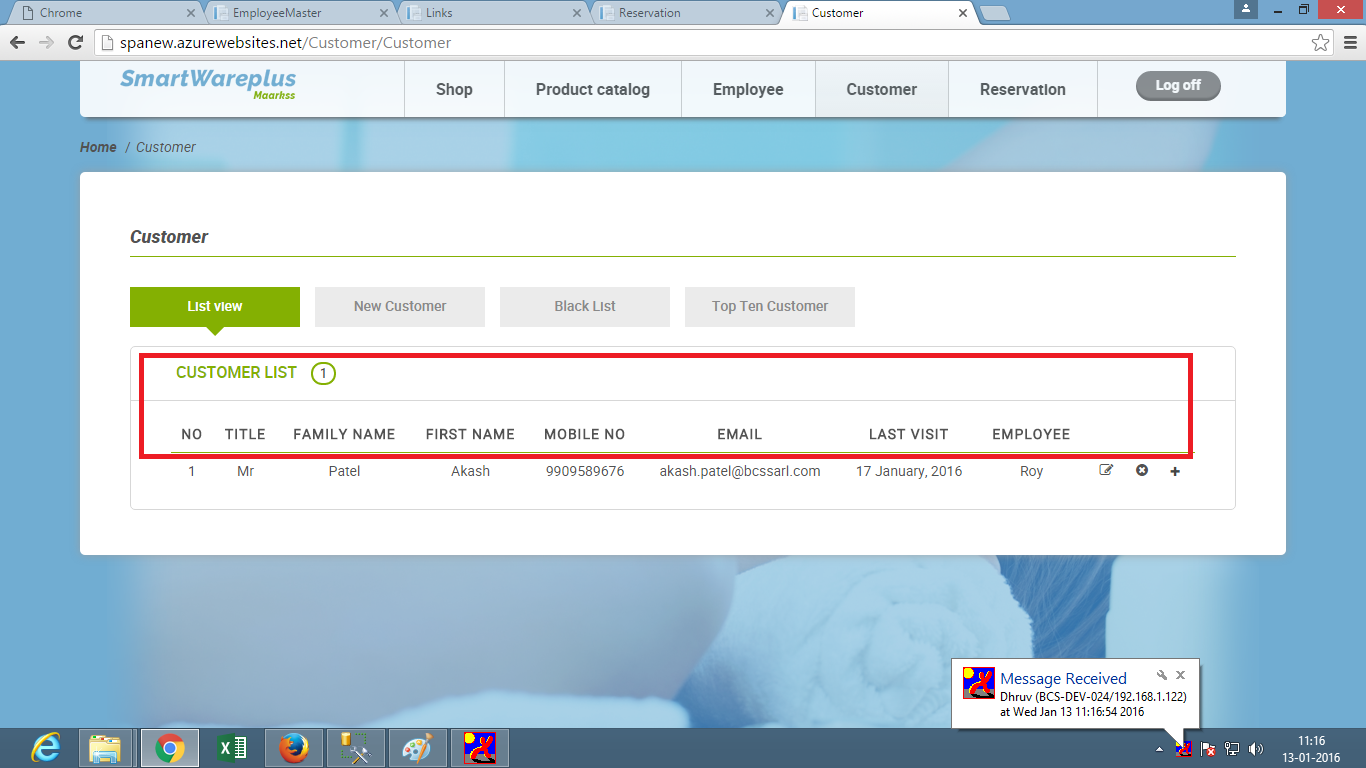 Chrome EmployeeMaster Links Reservation Customer
spanew.azurewebsites.net/Customer/Customer
SmartWareplus
Maarkss
Shop Product catalog Employee Customer Reservation Log off
Home / Customer
Customer
List view New Customer Black List Top Ten Customer
CUSTOMER LIST 1
NO TITLE FAMILY NAME FIRST NAME MOBILE NO EMAIL LAST VISIT EMPLOYEE
1 Mr Patel Akash 9909589676 akash.patel@bcssarl.com 17 January, 2016 Roy
Message Received
Dhruv (BCS-DEV-024/192.168.1.122)
at Wed Jan 13 11:16:54 2016
11:16
13-01-2016